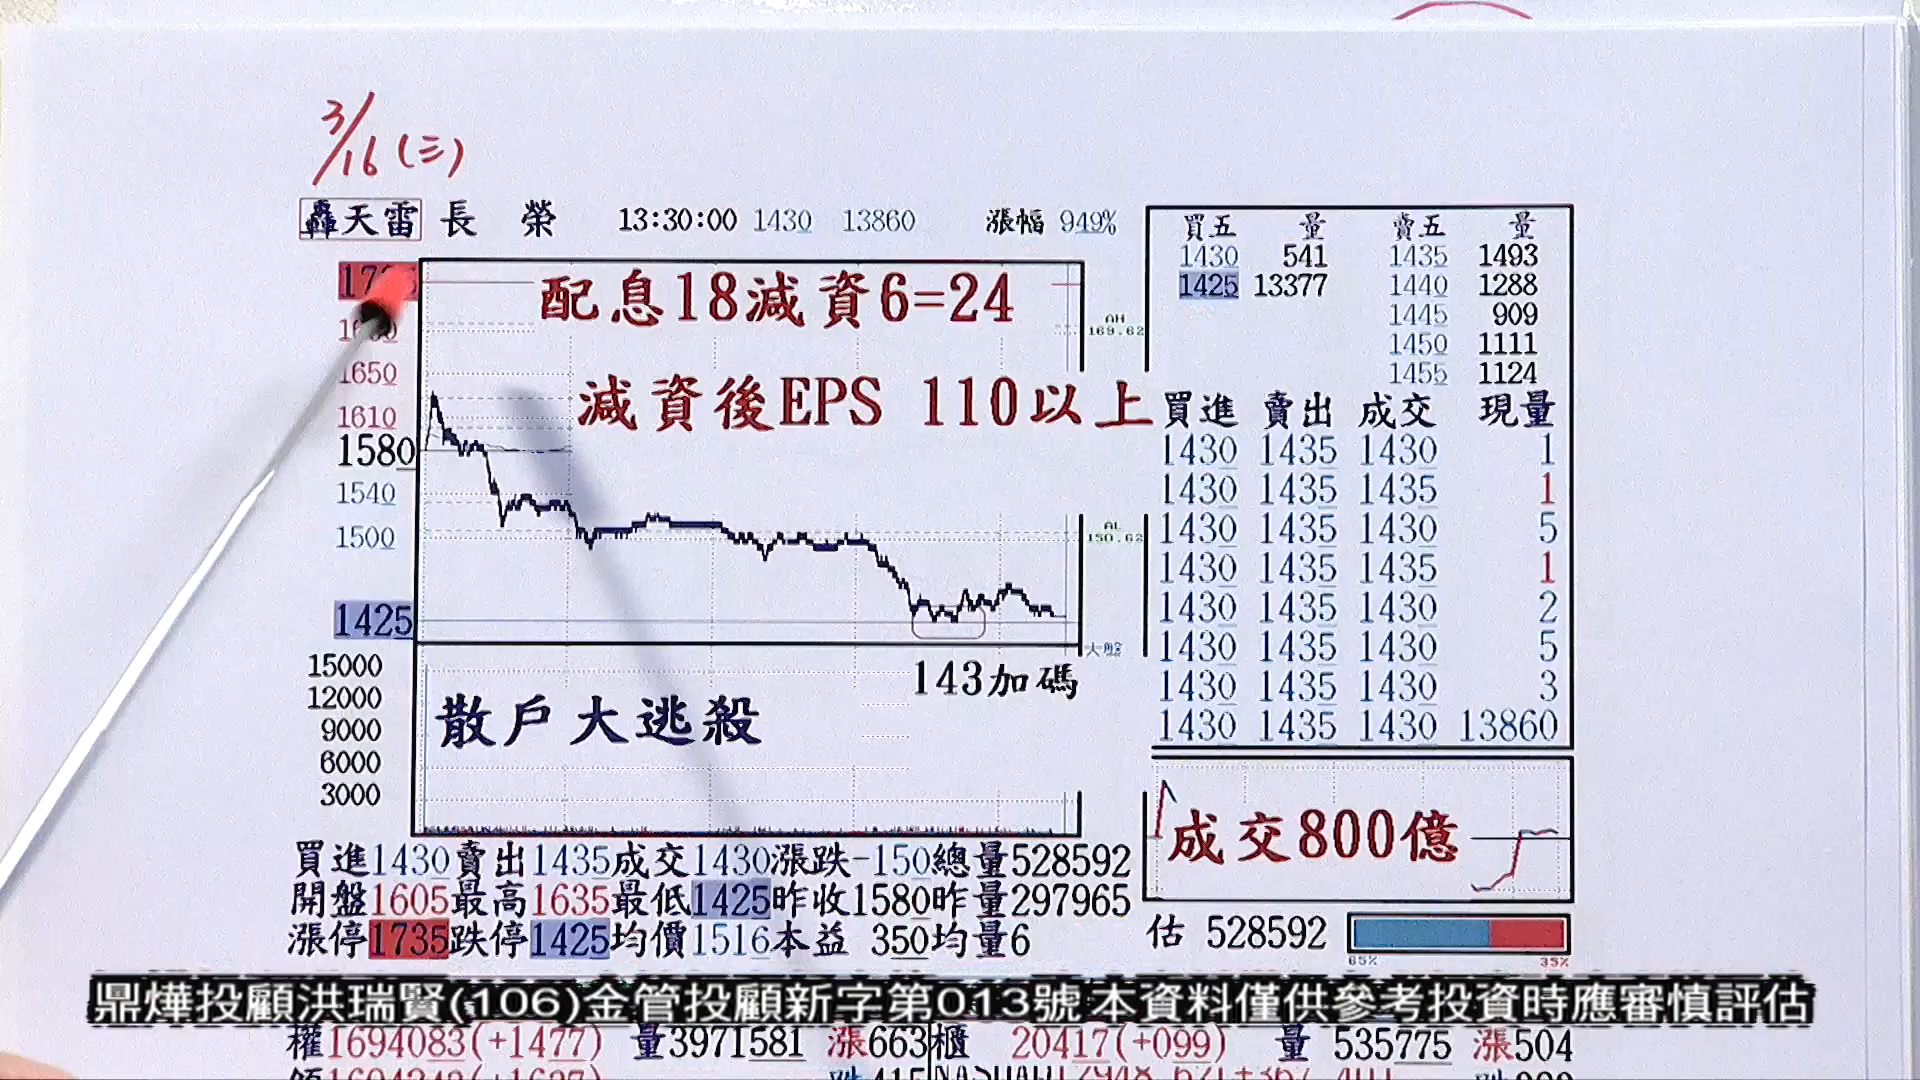 3/16(三)
轟天雷 長 榮 13:30:00 1430 13860 漲幅 949%
買五 量 賣五 量
1430 541 1435 1493
1425 13377 1440 1288
1445 909
1450 1111
1455 1124
配息18減資6=24
AH
169.62
1650
減資後EPS 110以上
1610
1580
1540
1500
AL
150.62
1425
大盤
買進 賣出 成交 現量
1430 1435 1430 1
1430 1435 1435 1
1430 1435 1430 5
1430 1435 1435 1
1430 1435 1430 2
1430 1435 1430 5
1430 1435 1430 3
1430 1435 1430 13860
143加碼
15000
12000
9000
6000
3000
散戶大逃殺
成交800億
買進1430賣出1435成交1430漲跌-150總量528592
開盤1605最高1635最低1425昨收1580昨量297965
漲停1735跌停1425均價1516本益 350均量6
估 528592
65% 35%
鼎燁投顧洪瑞賢(106)金管投顧新字第013號 本資料僅供參考投資時應審慎評估
權1694083(+1477) 量3971581 漲663櫃 20417(+099) 量 535775 漲504